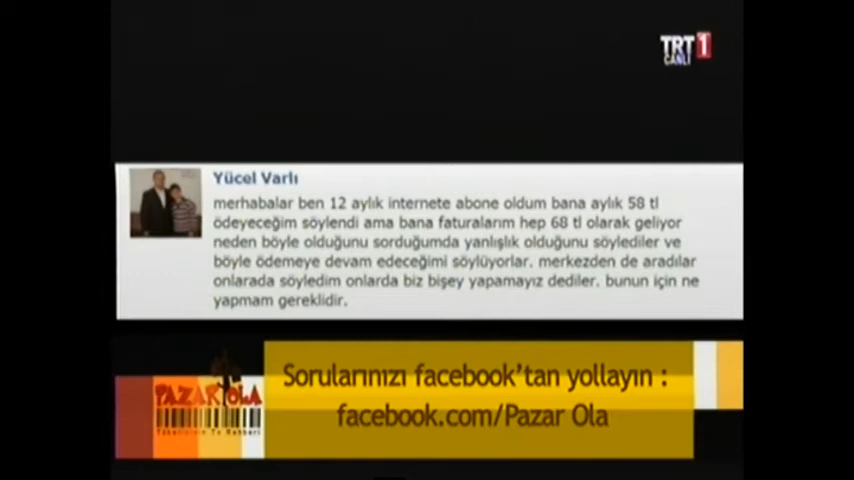 TRT 1
CANLI
Yücel Varlı
merhabalar ben 12 aylık internete abone oldum bana aylık 58 tl
ödeyeceğim söylendi ama bana faturalarım hep 68 tl olarak geliyor
neden böyle olduğunu sorduğumda yanlışlık olduğunu söylediler ve
böyle ödemeye devam edeceğimi söylüyorlar. merkezden de aradılar
onlarada söyledim onlarda biz bişey yapamayız dediler. bunun için ne
yapmam gereklidir.
PAZAR OLA
Tüketicinin Tv Rehberi
Sorularınızı facebook'tan yollayın :
facebook.com/Pazar Ola